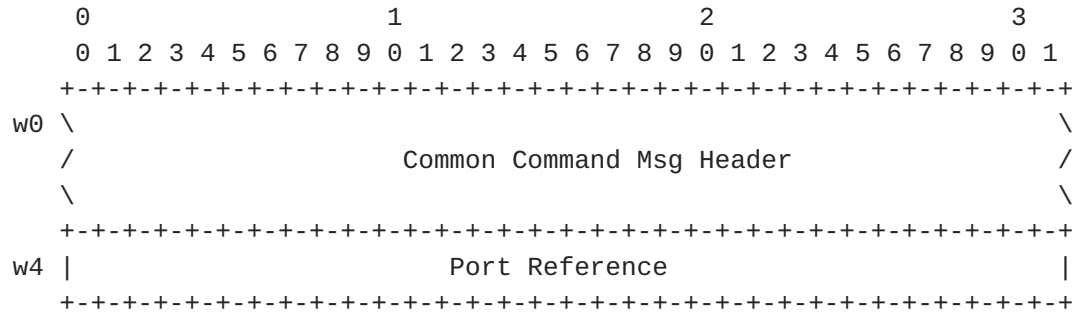 0                   1                   2                   3
    0 1 2 3 4 5 6 7 8 9 0 1 2 3 4 5 6 7 8 9 0 1 2 3 4 5 6 7 8 9 0 1
   +-+-+-+-+-+-+-+-+-+-+-+-+-+-+-+-+-+-+-+-+-+-+-+-+-+-+-+-+-+-+-+-+
w0 \                                                               \
   /                     Common Command Msg Header                 /
   \                                                               \
   +-+-+-+-+-+-+-+-+-+-+-+-+-+-+-+-+-+-+-+-+-+-+-+-+-+-+-+-+-+-+-+-+
w4 |                        Port Reference                         |
   +-+-+-+-+-+-+-+-+-+-+-+-+-+-+-+-+-+-+-+-+-+-+-+-+-+-+-+-+-+-+-+-+